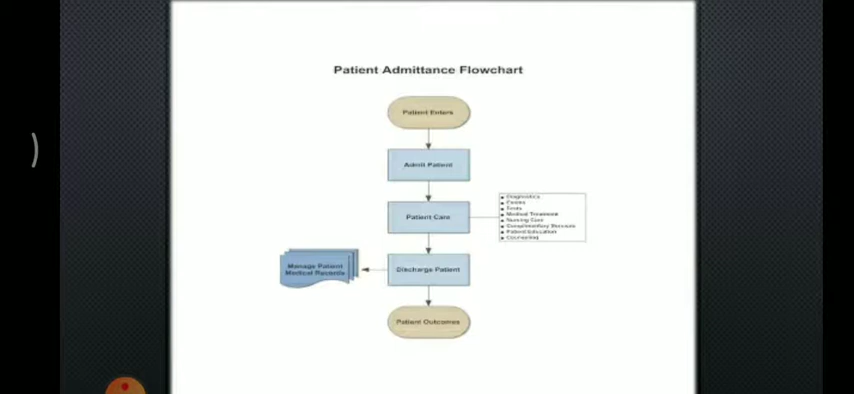 Patient Admittance Flowchart
Patient Enters
Admit Patient
Patient Care
Diagnostics
Exams
Tests
Medical Treatment
Nursing Care
Complimentary Services
Patient Education
Counseling
Manage Patient
Medical Records
Discharge Patient
Patient Outcomes